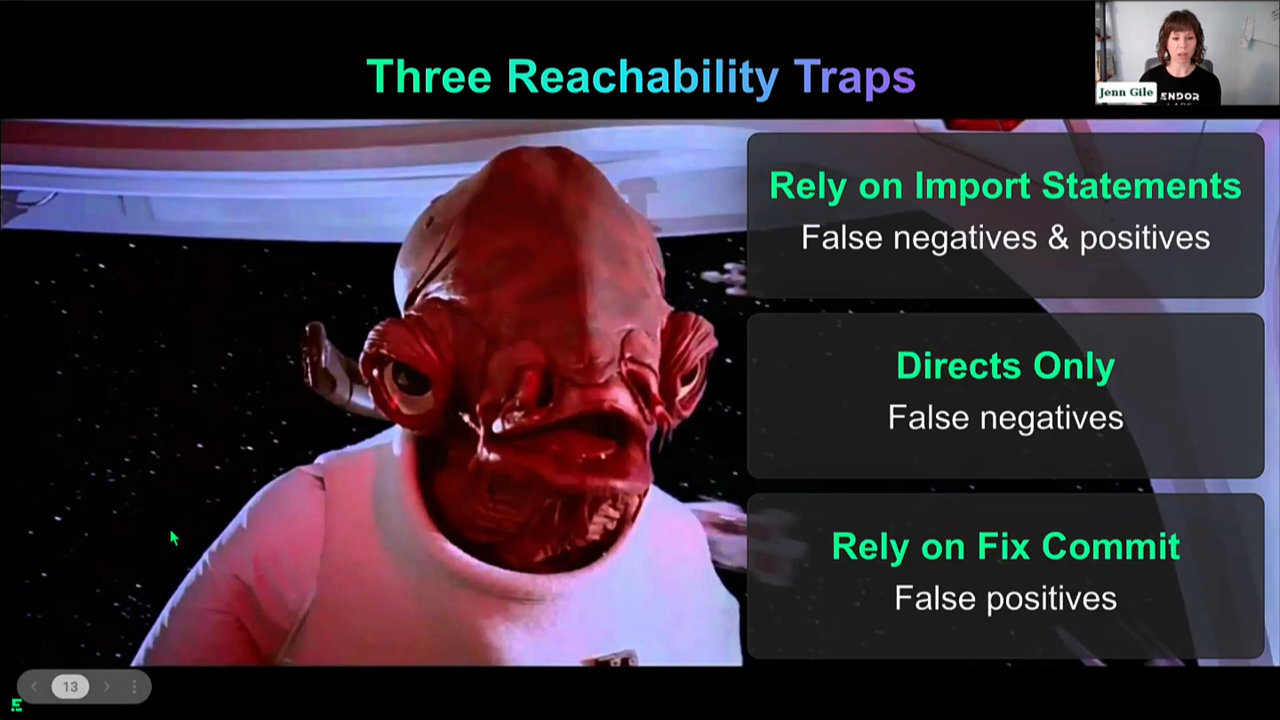 Three Reachability Traps
Jenn Gile
ENDOR
LABS
Rely on Import Statements
False negatives & positives
Directs Only
False negatives
Rely on Fix Commit
False positives
13